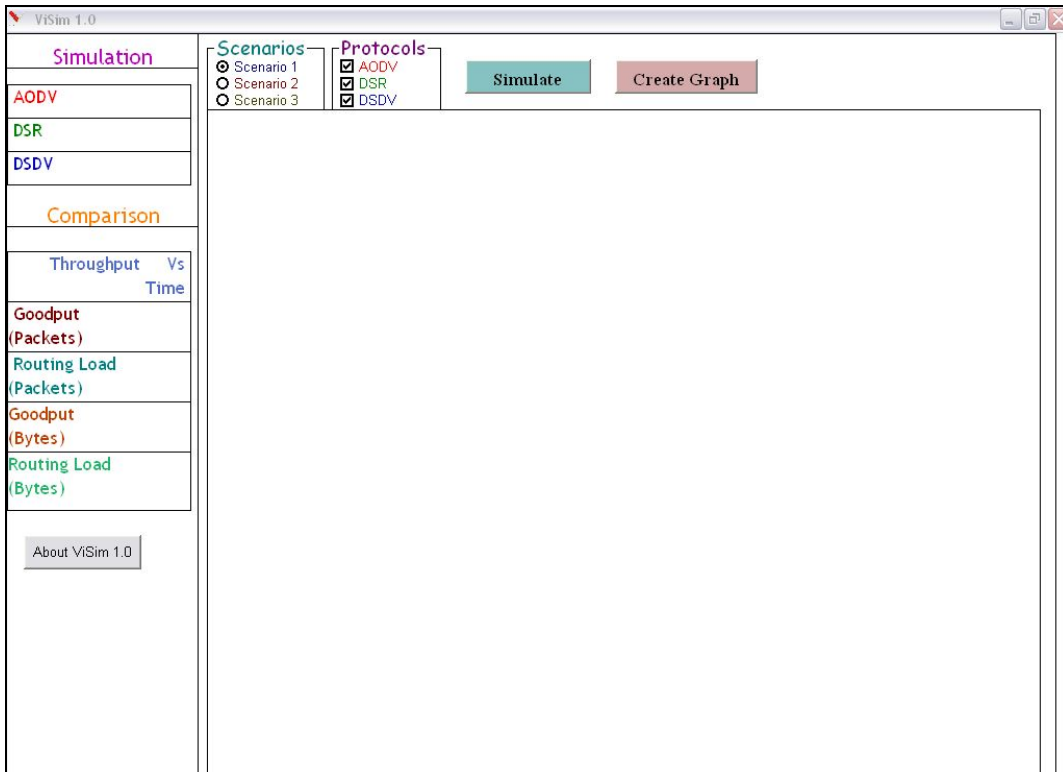 ViSim 1.0
Simulation
AODV
DSR
DSDV
Comparison
Throughput Vs
Time
Goodput
(Packets)
Routing Load
(Packets)
Goodput
(Bytes)
Routing Load
(Bytes)
About ViSim 1.0
Scenarios
Scenario 1
Scenario 2
Scenario 3
Protocols
AODV
DSR
DSDV
Simulate
Create Graph